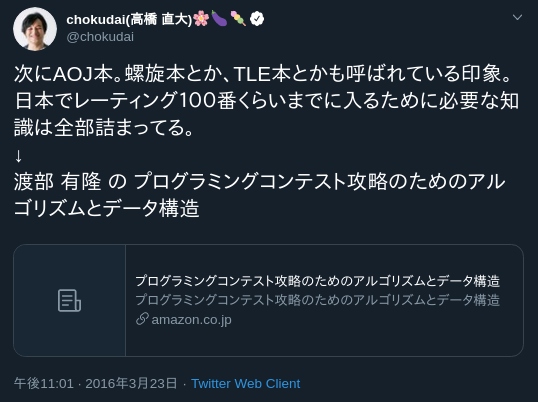 chokudai(高橋 直大)🌸🍆🍡
@chokudai
次にAOJ本。螺旋本とか、TLE本とかも呼ばれている印象。
日本でレーティング100番くらいまでに入るために必要な知
識は全部詰まってる。
↓
渡部 有隆 の プログラミングコンテスト攻略のためのアル
ゴリズムとデータ構造
プログラミングコンテスト攻略のためのアルゴリズムとデータ構造
プログラミングコンテスト攻略のためのアルゴリズムとデータ構造
amazon.co.jp
午後11:01 · 2016年3月23日 · Twitter Web Client